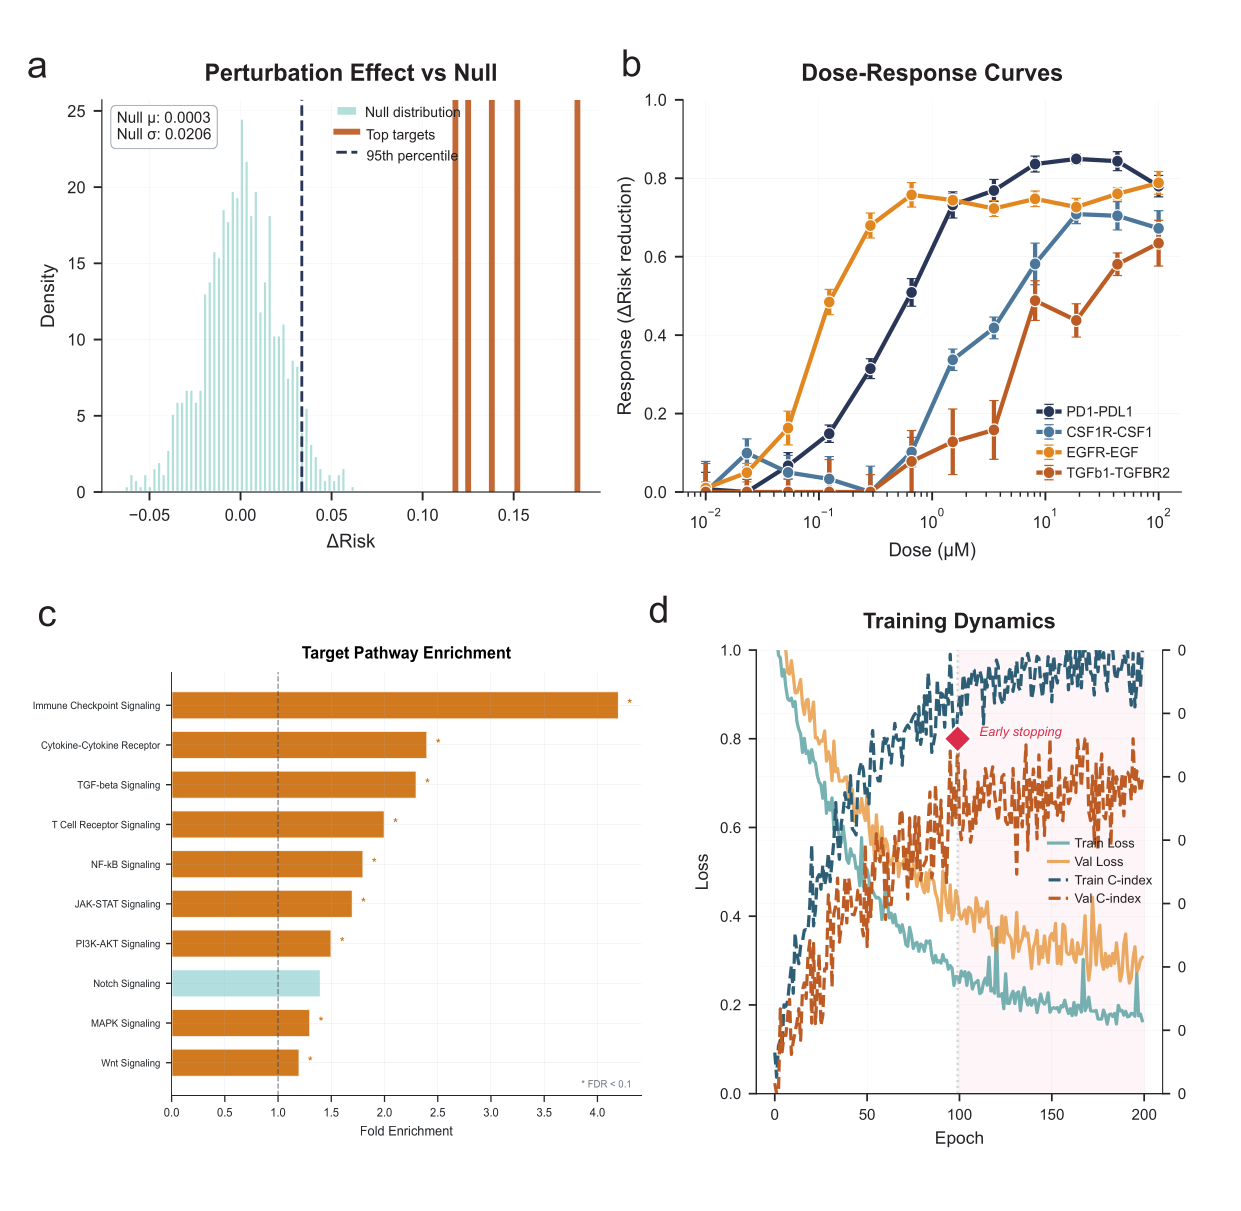 a
Perturbation Effect vs Null
Null μ: 0.0003
Null σ: 0.0206
Null distribution
Top targets
95th percentile
Density
25
20
15
10
5
0
−0.05
0.00
0.05
0.10
0.15
ΔRisk
b
Dose-Response Curves
Response (ΔRisk reduction)
1.0
0.8
0.6
0.4
0.2
0.0
PD1-PDL1
CSF1R-CSF1
EGFR-EGF
TGFb1-TGFBR2
10⁻²
10⁻¹
10⁰
10¹
10²
Dose (μM)
c
Target Pathway Enrichment
Immune Checkpoint Signaling *
Cytokine-Cytokine Receptor *
TGF-beta Signaling *
T Cell Receptor Signaling *
NF-kB Signaling *
JAK-STAT Signaling *
PI3K-AKT Signaling *
Notch Signaling
MAPK Signaling *
Wnt Signaling *
* FDR < 0.1
0.0
0.5
1.0
1.5
2.0
2.5
3.0
3.5
4.0
Fold Enrichment
d
Training Dynamics
Loss
1.0
0.8
0.6
0.4
0.2
0.0
Early stopping
Train Loss
Val Loss
Train C-index
Val C-index
0
0
0
0
0
0
0
0
0
50
100
150
200
Epoch